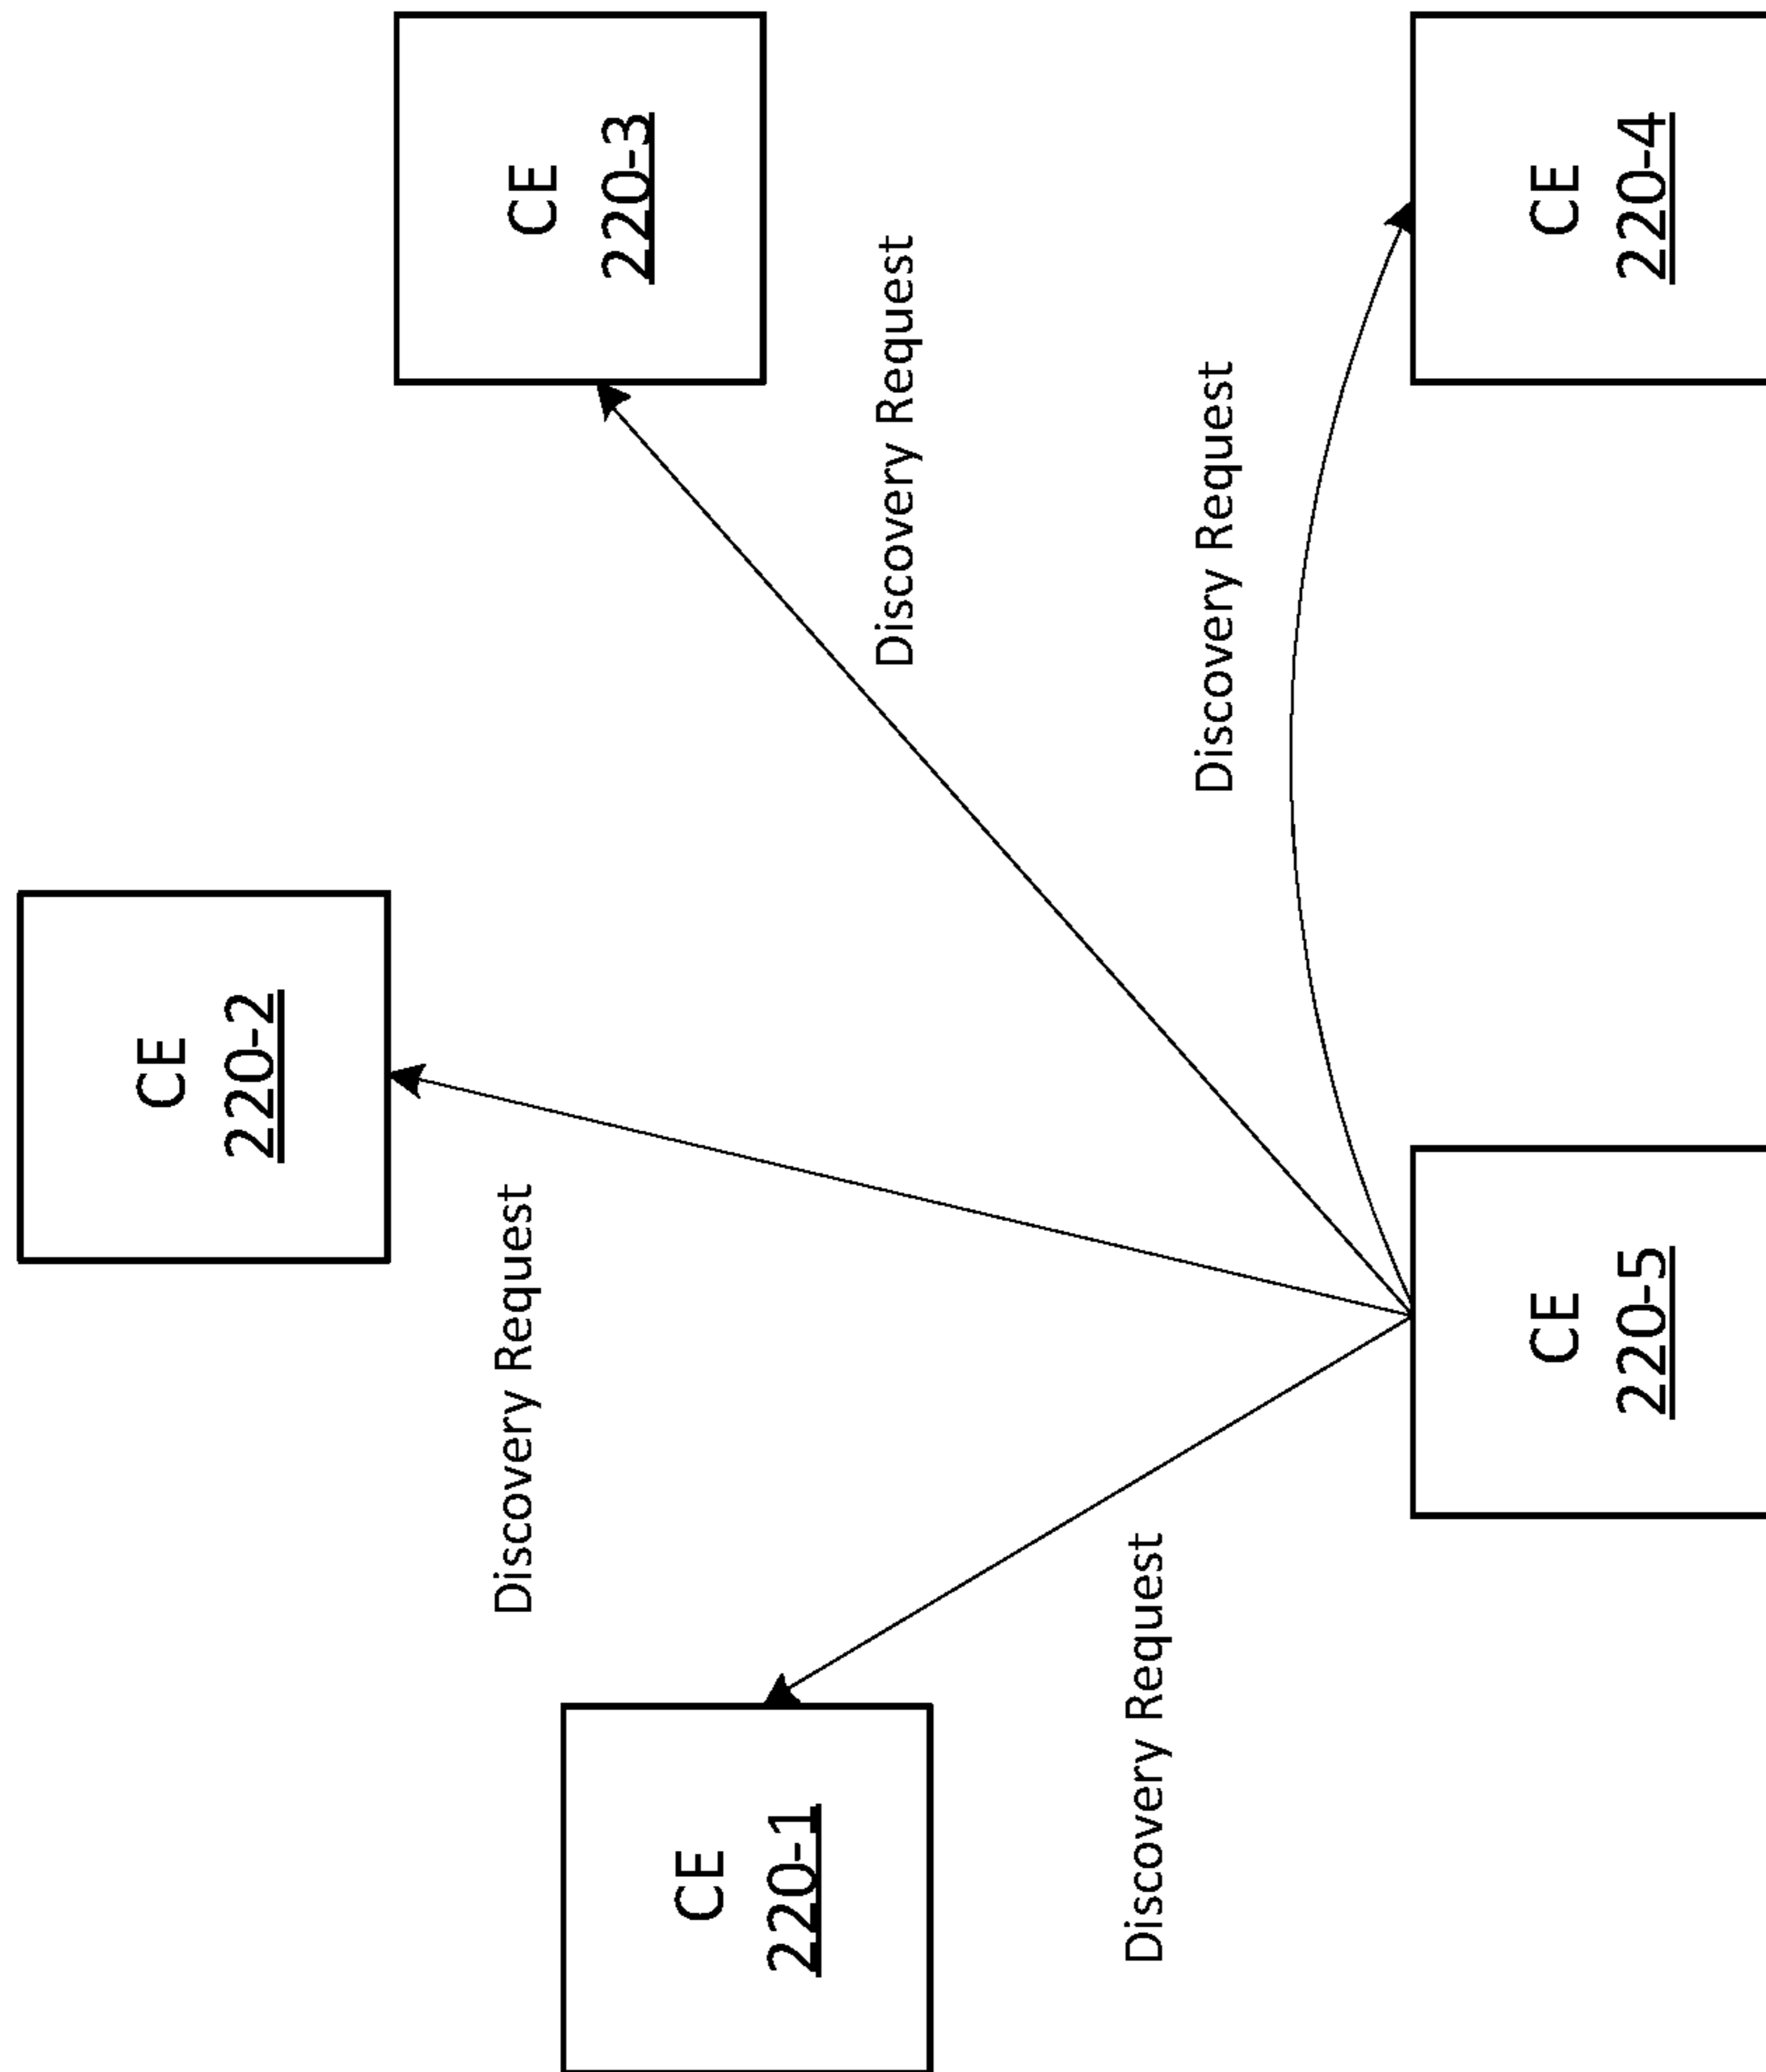 CE
220-2
Discovery Request
CE
220-3
CE
220-1
Discovery Request
Discovery Request
Discovery Request
CE
220-5
CE
220-4